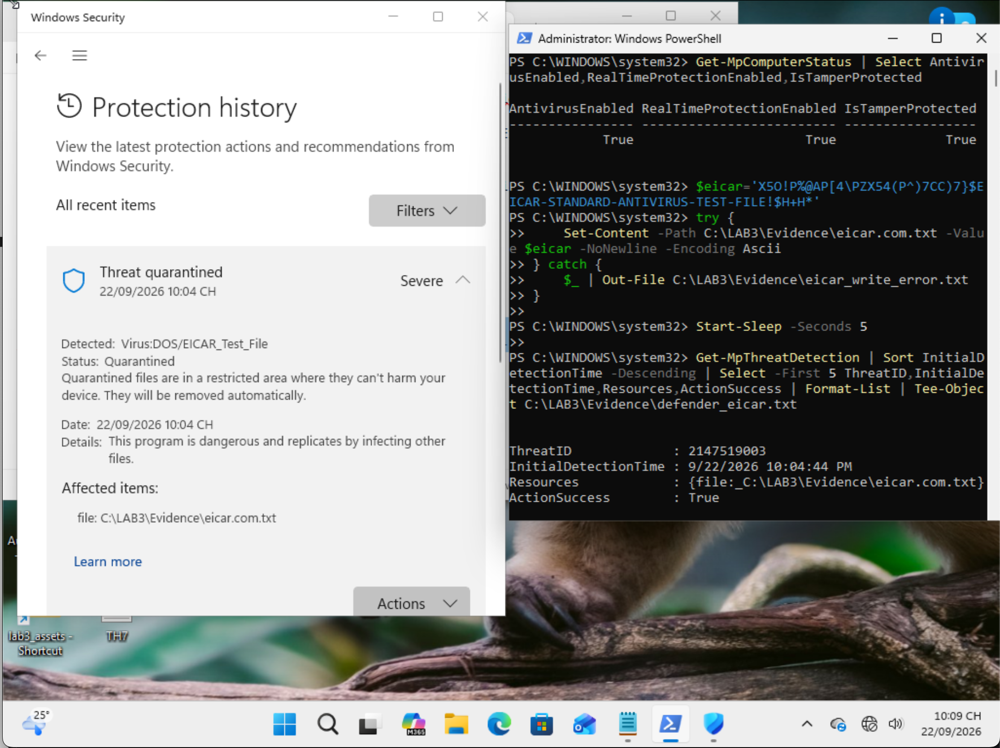 Windows Security
Protection history
View the latest protection actions and recommendations from
Windows Security.
All recent items
Filters
Threat quarantined
22/09/2026 10:04 CH
Severe
Detected: Virus:DOS/EICAR_Test_File
Status: Quarantined
Quarantined files are in a restricted area where they can't harm your
device. They will be removed automatically.
Date: 22/09/2026 10:04 CH
Details: This program is dangerous and replicates by infecting other
files.
Affected items:
file: C:\LAB3\Evidence\eicar.com.txt
Learn more
Actions
Administrator: Windows PowerShell
PS C:\WINDOWS\system32> Get-MpComputerStatus | Select Antivir
usEnabled,RealTimeProtectionEnabled,IsTamperProtected
AntivirusEnabled RealTimeProtectionEnabled IsTamperProtected
---------------- ------------------------- -----------------
True True True
PS C:\WINDOWS\system32> $eicar='X5O!P%@AP[4\PZX54(P^)7CC)7}$E
ICAR-STANDARD-ANTIVIRUS-TEST-FILE!$H+H*'
PS C:\WINDOWS\system32> try {
>> Set-Content -Path C:\LAB3\Evidence\eicar.com.txt -Valu
e $eicar -NoNewline -Encoding Ascii
>> } catch {
>> $_ | Out-File C:\LAB3\Evidence\eicar_write_error.txt
>> }
>>
PS C:\WINDOWS\system32> Start-Sleep -Seconds 5
>>
PS C:\WINDOWS\system32> Get-MpThreatDetection | Sort InitialD
etectionTime -Descending | Select -First 5 ThreatID,InitialDe
tectionTime,Resources,ActionSuccess | Format-List | Tee-Objec
t C:\LAB3\Evidence\defender_eicar.txt
ThreatID : 2147519003
InitialDetectionTime : 9/22/2026 10:04:44 PM
Resources : {file:_C:\LAB3\Evidence\eicar.com.txt}
ActionSuccess : True
lab3_assets -
Shortcut
TH7
25°
M365
10:09 CH
22/09/2026